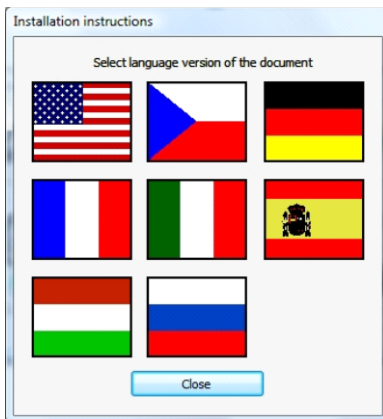 Installation instructions
Select language version of the document
Close